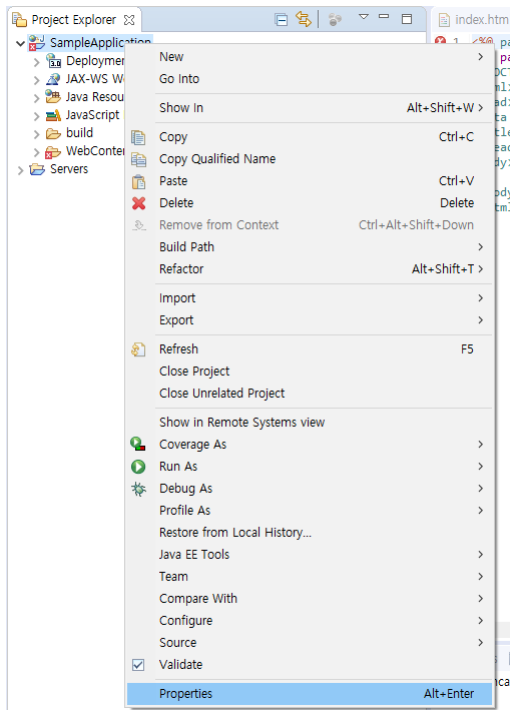 Project Explorer
index.htm
SampleApplication
1 <%@ pa
New
Go Into
Show In Alt+Shift+W
Copy Ctrl+C
Copy Qualified Name
Paste Ctrl+V
Delete Delete
Remove from Context Ctrl+Alt+Shift+Down
Build Path
Refactor Alt+Shift+T
Import
Export
Refresh F5
Close Project
Close Unrelated Project
Show in Remote Systems view
Coverage As
Run As
Debug As
Profile As
Restore from Local History...
Java EE Tools
Team
Compare With
Configure
Source
Validate
Properties Alt+Enter
Deploymen
JAX-WS W
Java Resou
JavaScript
build
WebConten
Servers